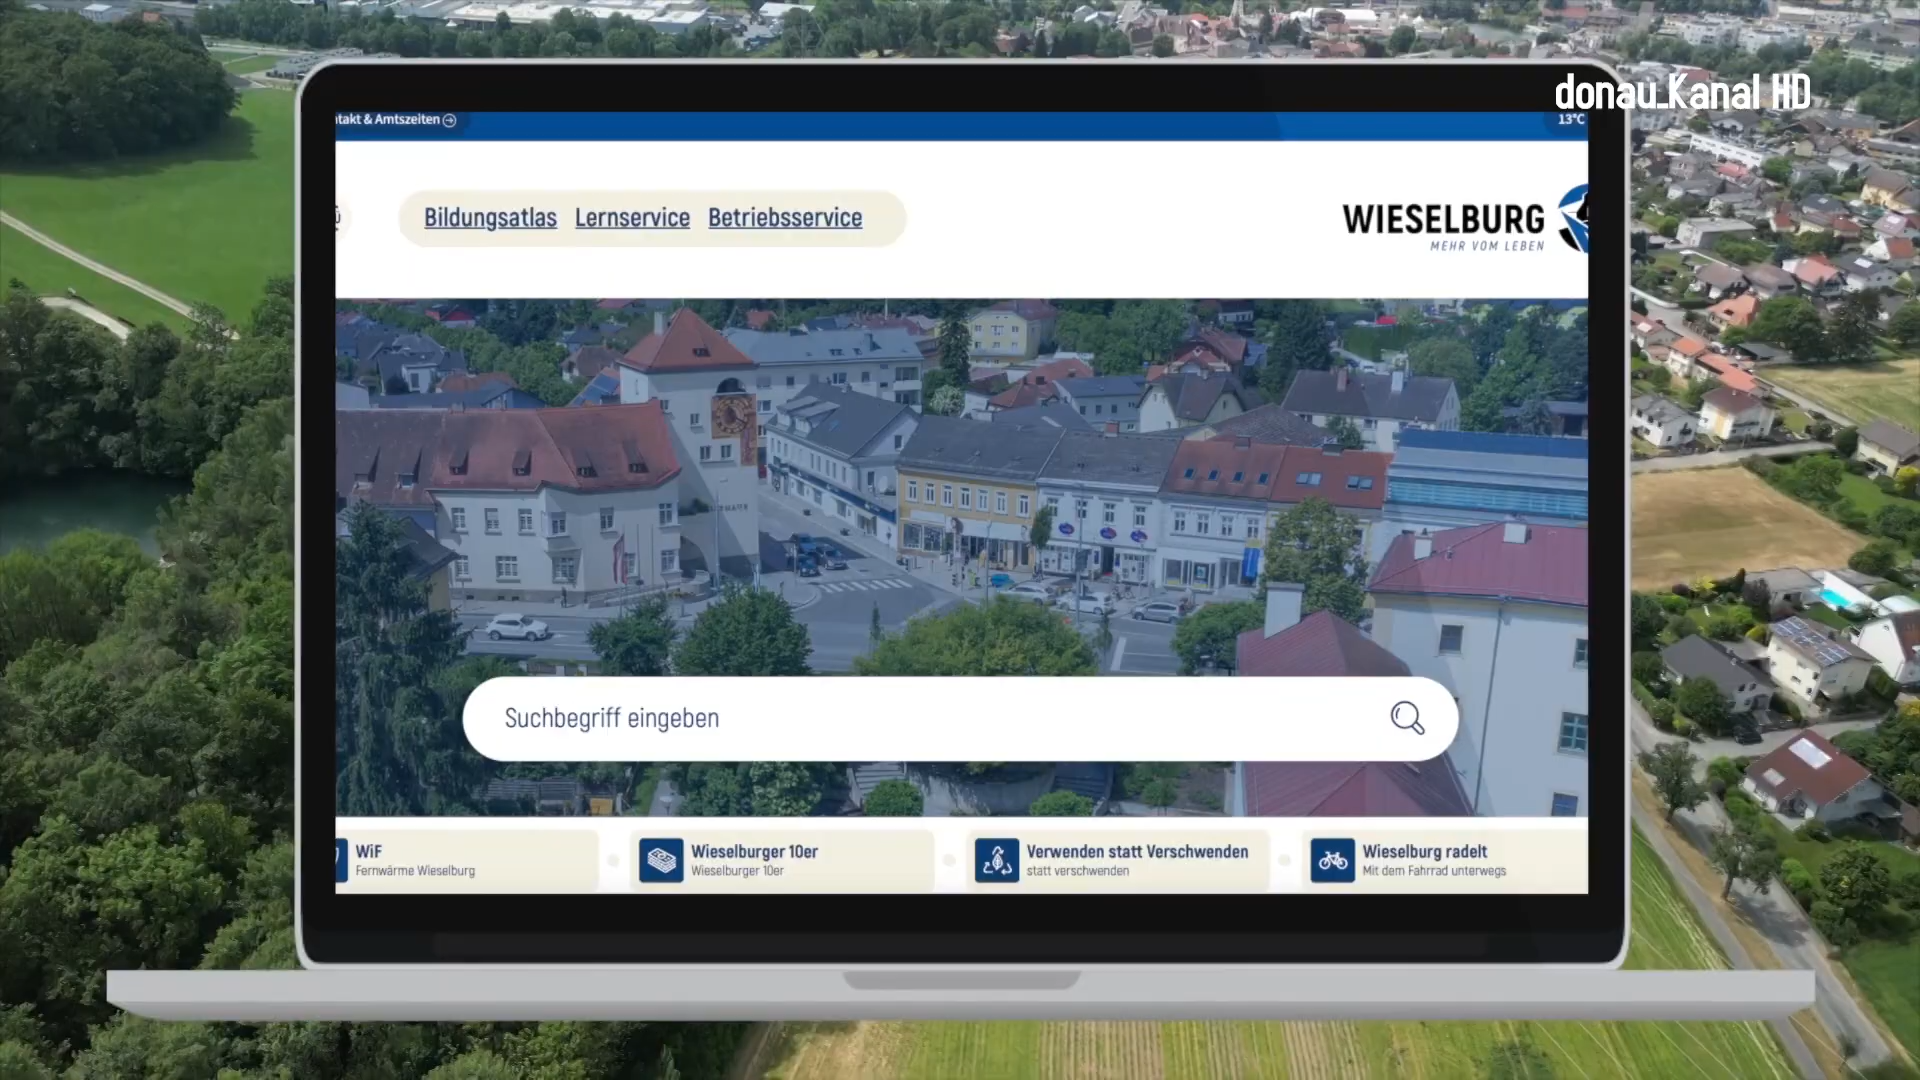 donau_Kanal HD
ntakt & Amtszeiten
13°C
Bildungsatlas Lernservice Betriebsservice
WIESELBURG
MEHR VOM LEBEN
Suchbegriff eingeben
WiF
Fernwärme Wieselburg
Wieselburger 10er
Wieselburger 10er
Verwenden statt Verschwenden
statt verschwenden
Wieselburg radelt
Mit dem Fahrrad unterwegs